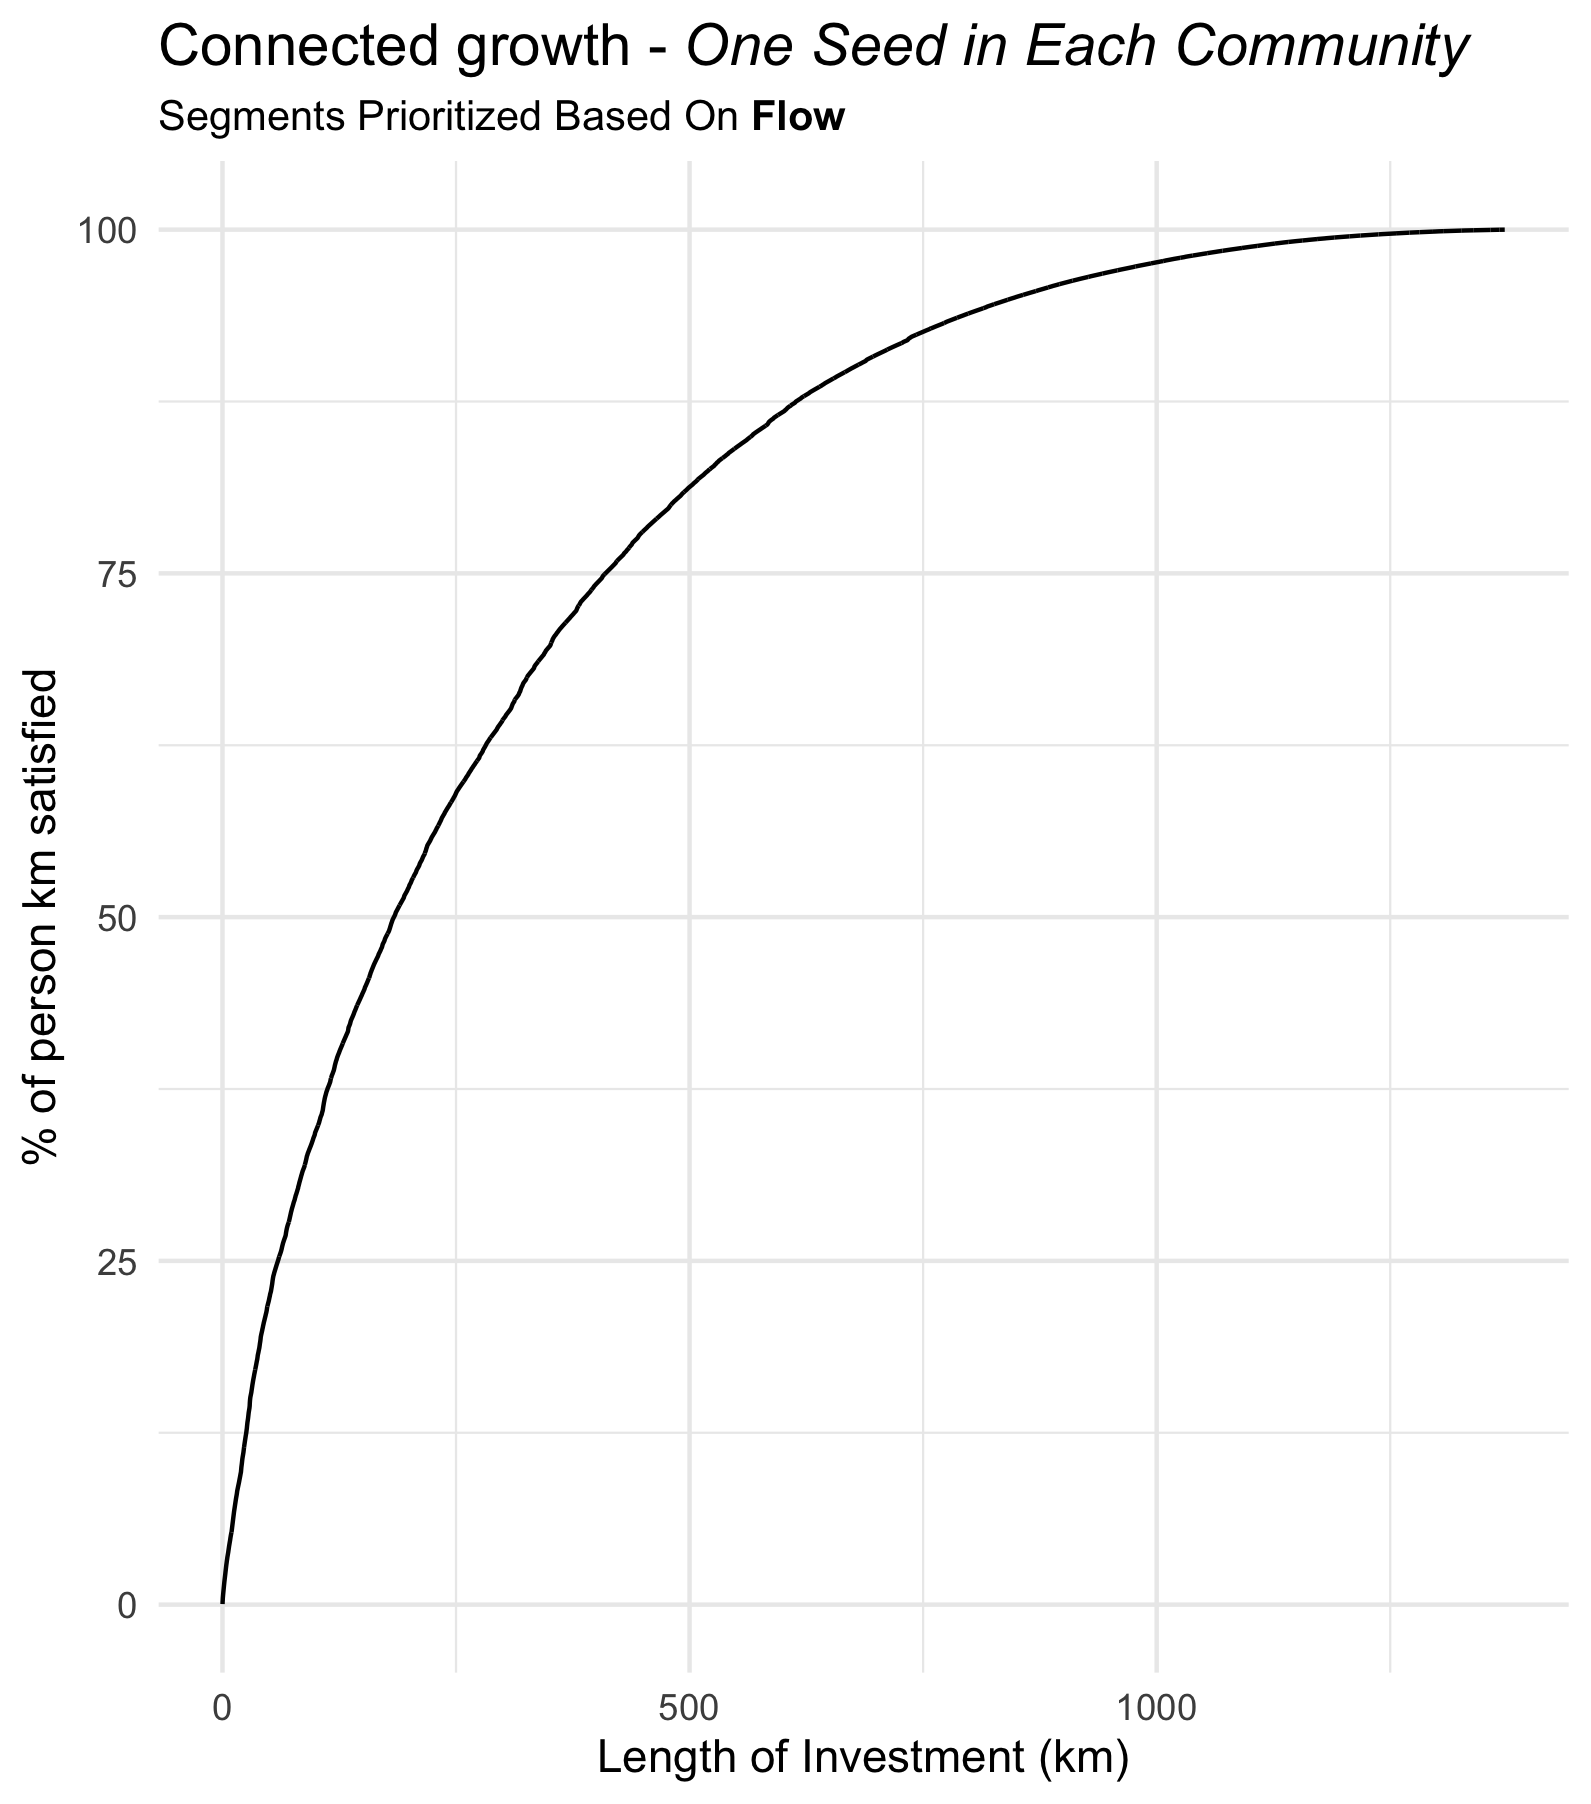 Connected growth - One Seed in Each Community
Segments Prioritized Based On Flow
100
75
50
25
0
% of person km satisfied
0 500 1000
Length of Investment (km)